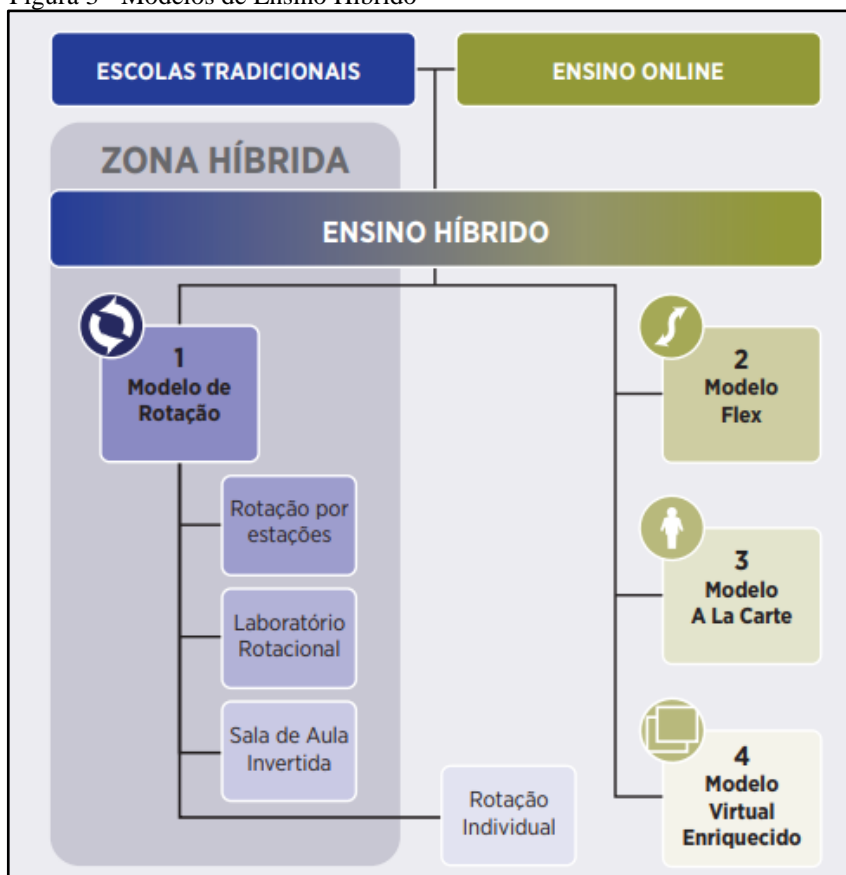 Figura 3 - Modelos de Ensino Híbrido
ESCOLAS TRADICIONAIS
ENSINO ONLINE
ZONA HÍBRIDA
ENSINO HÍBRIDO
1
Modelo de
Rotação
Rotação por
estações
Laboratório
Rotacional
Sala de Aula
Invertida
Rotação
Individual
2
Modelo
Flex
3
Modelo
A La Carte
4
Modelo
Virtual
Enriquecido